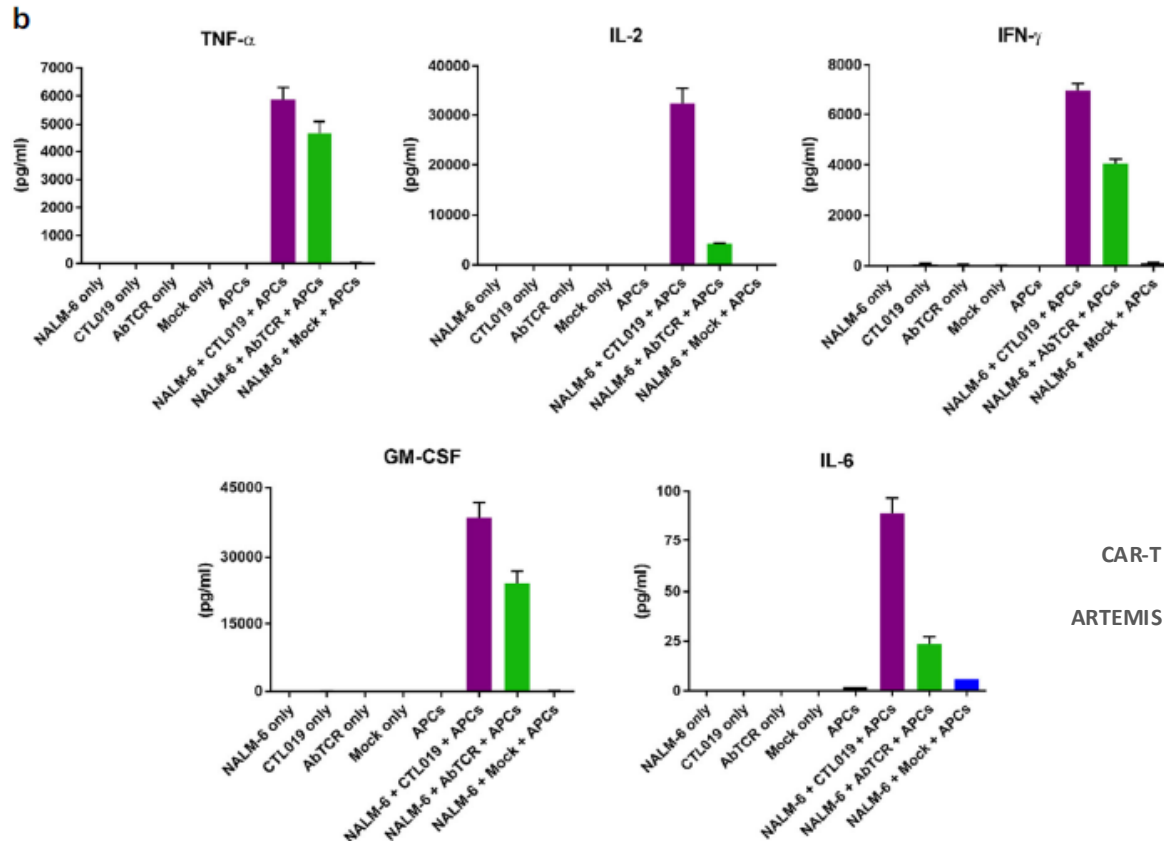 b
TNF-α
(pg/ml)
7000
6000
5000
4000
3000
2000
1000
0
NALM-6 only
CTL019 only
AbTCR only
Mock only
APCs
NALM-6 + CTL019 + APCs
NALM-6 + AbTCR + APCs
NALM-6 + Mock + APCs
IL-2
(pg/ml)
40000
30000
20000
10000
0
NALM-6 only
CTL019 only
AbTCR only
Mock only
APCs
NALM-6 + CTL019 + APCs
NALM-6 + AbTCR + APCs
NALM-6 + Mock + APCs
IFN-γ
(pg/ml)
8000
6000
4000
2000
0
NALM-6 only
CTL019 only
AbTCR only
Mock only
APCs
NALM-6 + CTL019 + APCs
NALM-6 + AbTCR + APCs
NALM-6 + Mock + APCs
GM-CSF
(pg/ml)
45000
30000
15000
0
NALM-6 only
CTL019 only
AbTCR only
Mock only
APCs
NALM-6 + CTL019 + APCs
NALM-6 + AbTCR + APCs
NALM-6 + Mock + APCs
IL-6
(pg/ml)
100
75
50
25
0
NALM-6 only
CTL019 only
AbTCR only
Mock only
APCs
NALM-6 + CTL019 + APCs
NALM-6 + AbTCR + APCs
NALM-6 + Mock + APCs
CAR-T
ARTEMIS